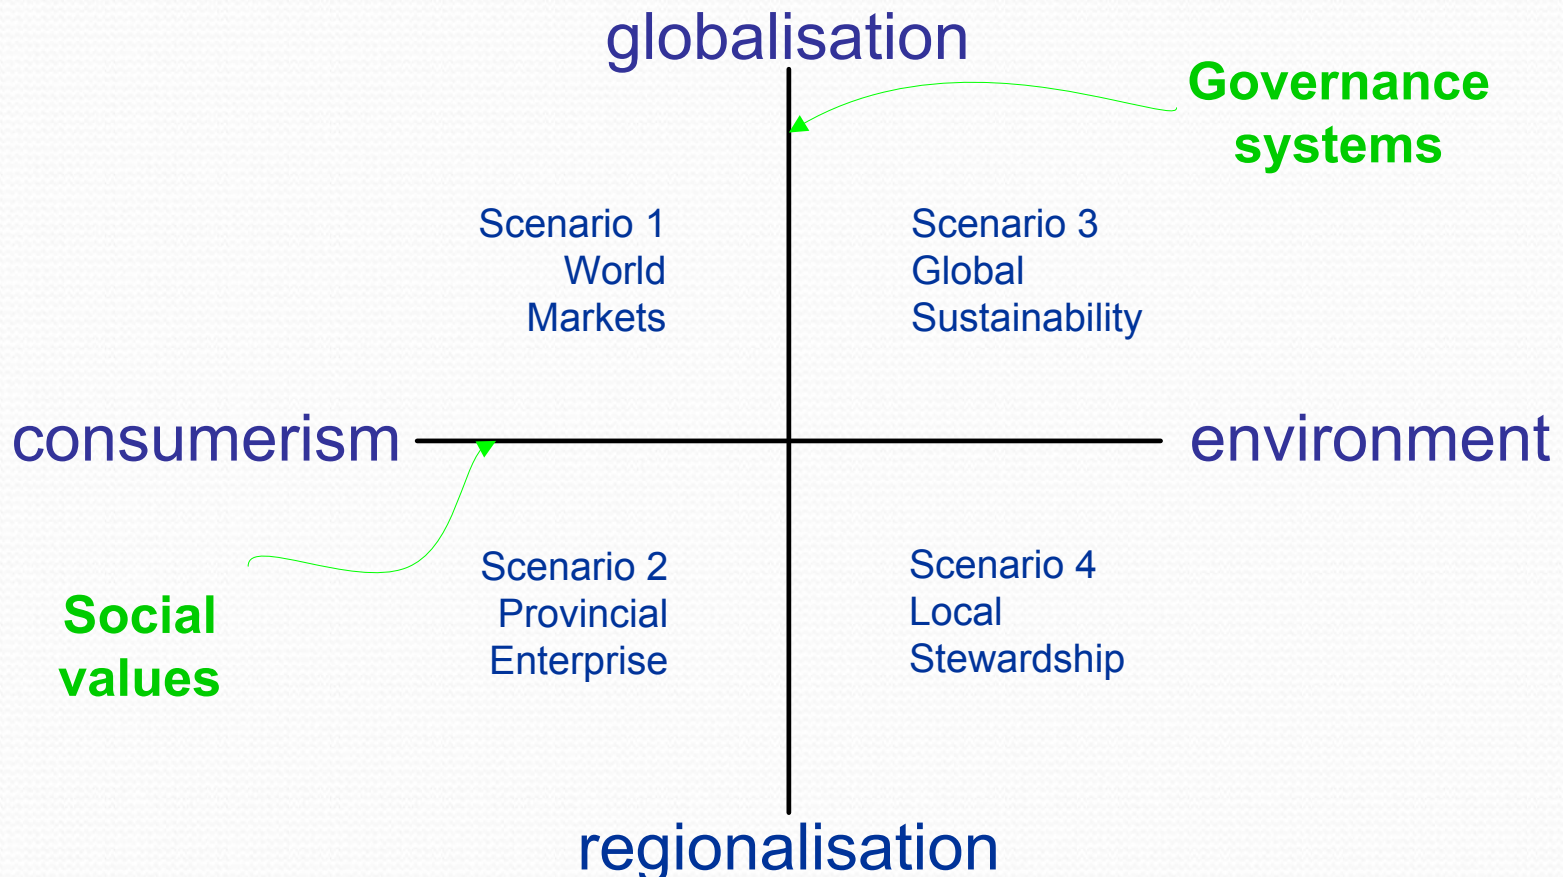 globalisation
Governance
systems
Scenario 1
World
Markets
Scenario 3
Global
Sustainability
consumerism
environment
Scenario 2
Provincial
Enterprise
Scenario 4
Local
Stewardship
Social
values
regionalisation